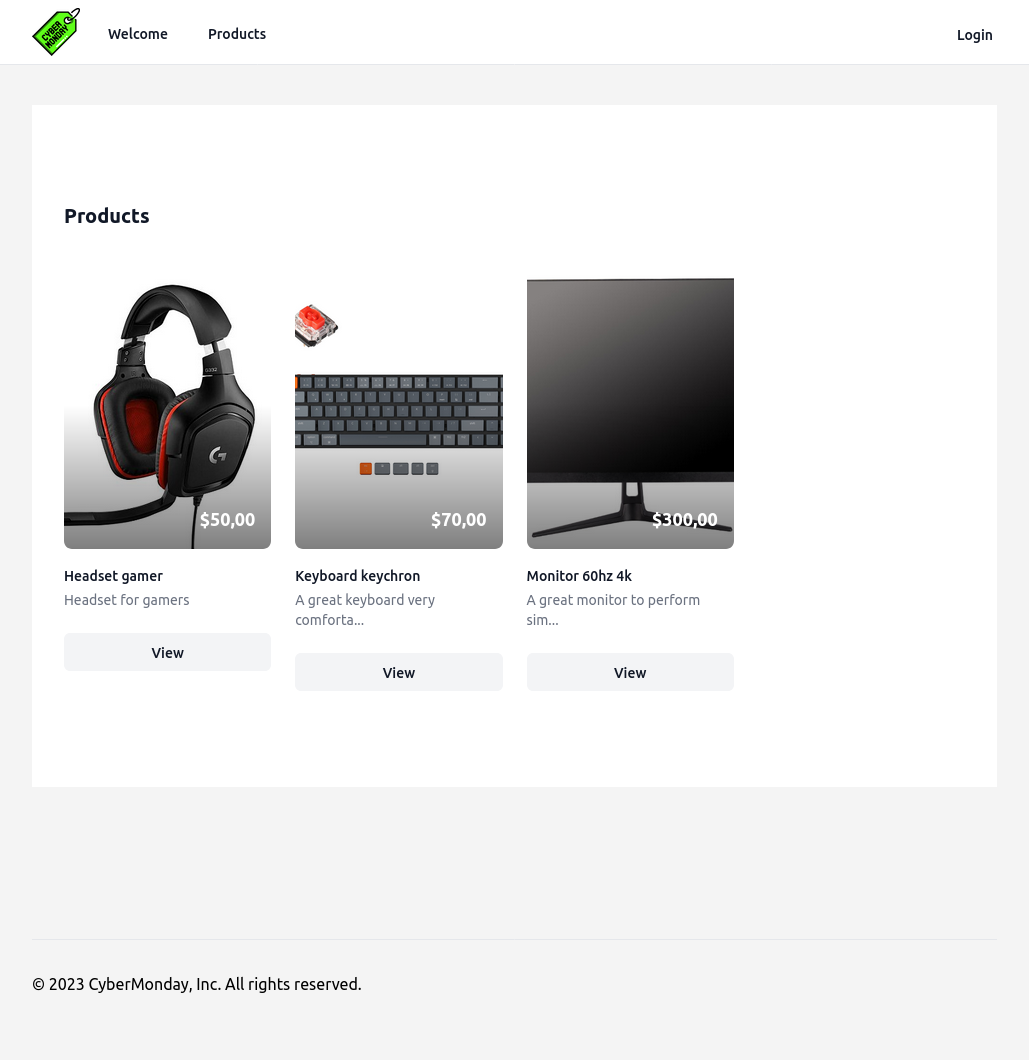 CYBER
MONDAY
Welcome
Products
Login
Products
$50,00
$70,00
$300,00
Headset gamer
Keyboard keychron
Monitor 60hz 4k
Headset for gamers
A great keyboard very
comforta...
A great monitor to perform
sim...
View
View
View
© 2023 CyberMonday, Inc. All rights reserved.